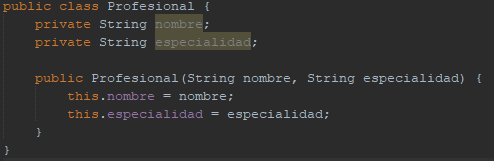 public class Profesional {
    private String nombre;
    private String especialidad;

    public Profesional(String nombre, String especialidad) {
        this.nombre = nombre;
        this.especialidad = especialidad;
    }
}